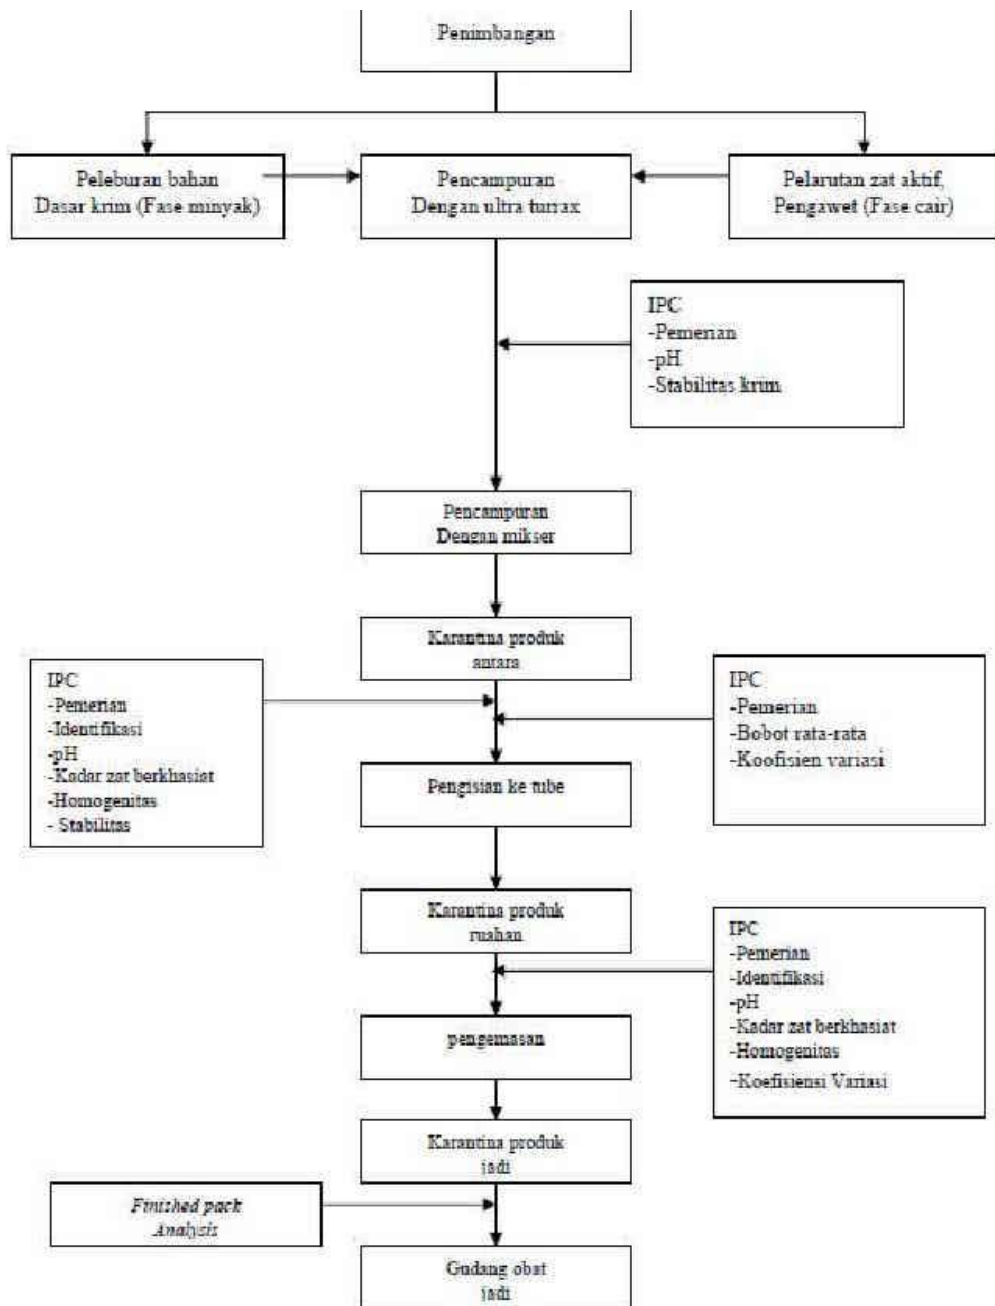 Penimbangan
Peleburan bahan
Dasar krim (Fase minyak)
Pencampuran
Dengan ultra turrax
Pelarutan zat aktif,
Pengawet (Fase cair)
IPC
-Pemerian
-pH
-Stabilitas krim
Pencampuran
Dengan mikser
Karantina produk
antara
IPC
-Pemerian
-Identifikasi
-pH
-Kadar zat berkhasiat
-Homogenitas
- Stabilitas
IPC
-Pemerian
-Bobot rata-rata
-Koofisien variasi
Pengisian ke tube
Karantina produk
ruahan
IPC
-Pemerian
-Identifikasi
-pH
-Kadar zat berkhasiat
-Homogenitas
-Koefisiensi Variasi
pengemasan
Karantina produk
jadi
Finished pack
Analysis
Gudang obat
jadi